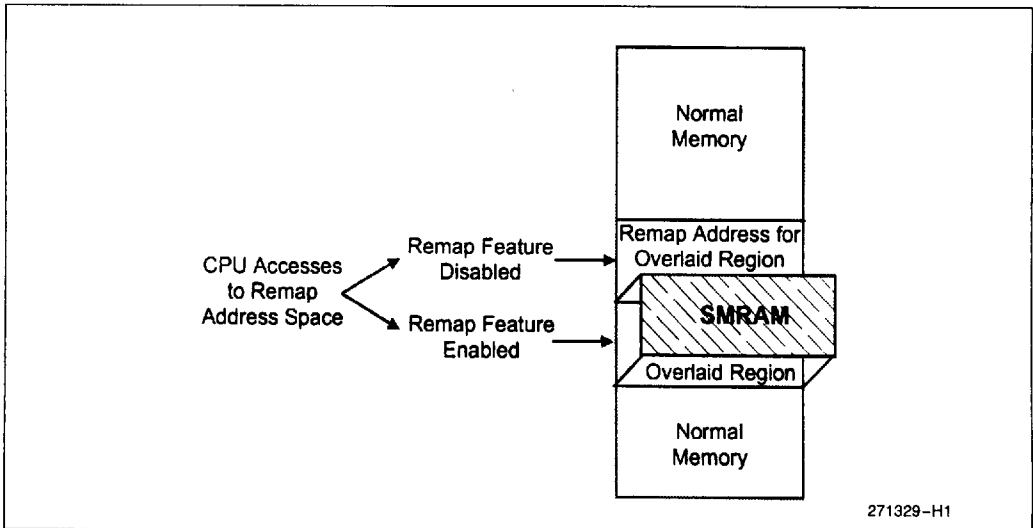 Normal
Memory
Remap Address for
Overlaid Region
CPU Accesses
to Remap
Address Space
Remap Feature
Disabled
Remap Feature
Enabled
SMRAM
Overlaid Region
Normal
Memory
271329-H1